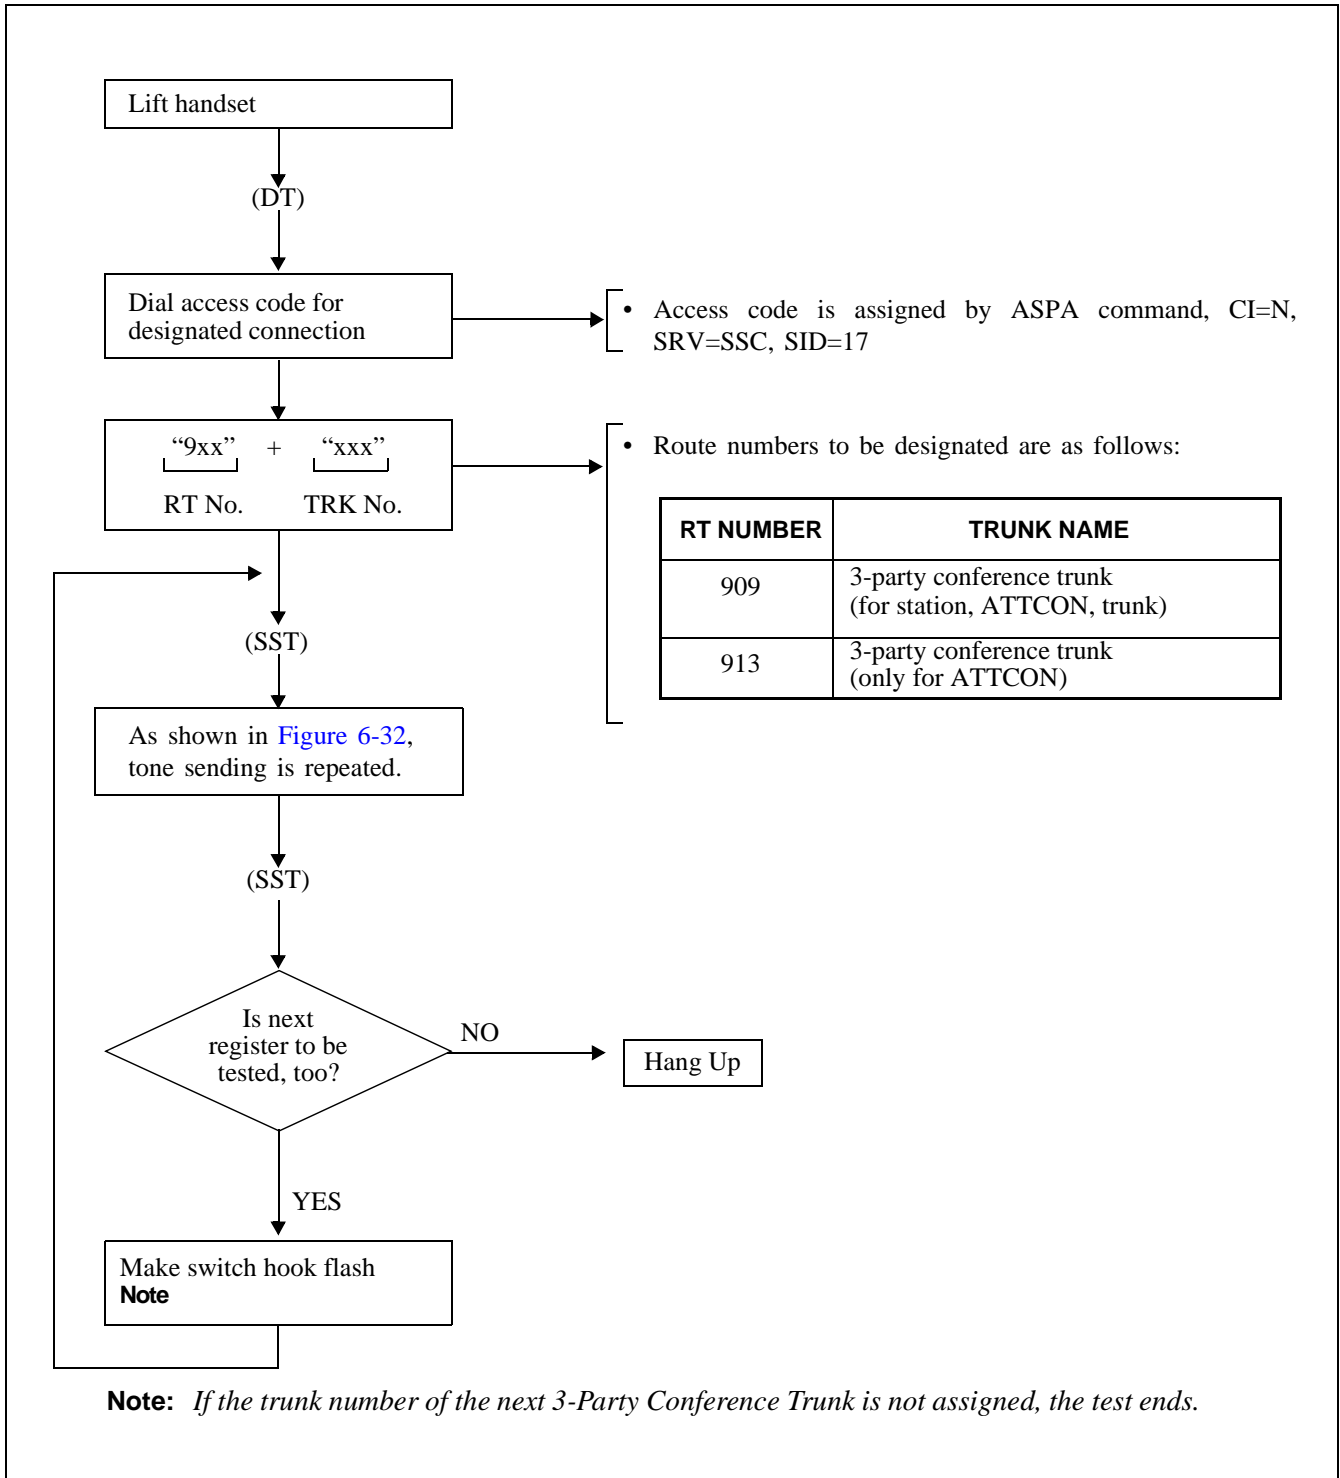 Lift handset
(DT)
Dial access code for
designated connection
• Access code is assigned by ASPA command, CI=N,
SRV=SSC, SID=17
“9xx” + “xxx”
RT No. TRK No.
• Route numbers to be designated are as follows:
RT NUMBER TRUNK NAME
909 3-party conference trunk
(for station, ATTCON, trunk)
913 3-party conference trunk
(only for ATTCON)
(SST)
As shown in Figure 6-32,
tone sending is repeated.
(SST)
Is next
register to be
tested, too?
NO
Hang Up
YES
Make switch hook flash
Note
Note: If the trunk number of the next 3-Party Conference Trunk is not assigned, the test ends.